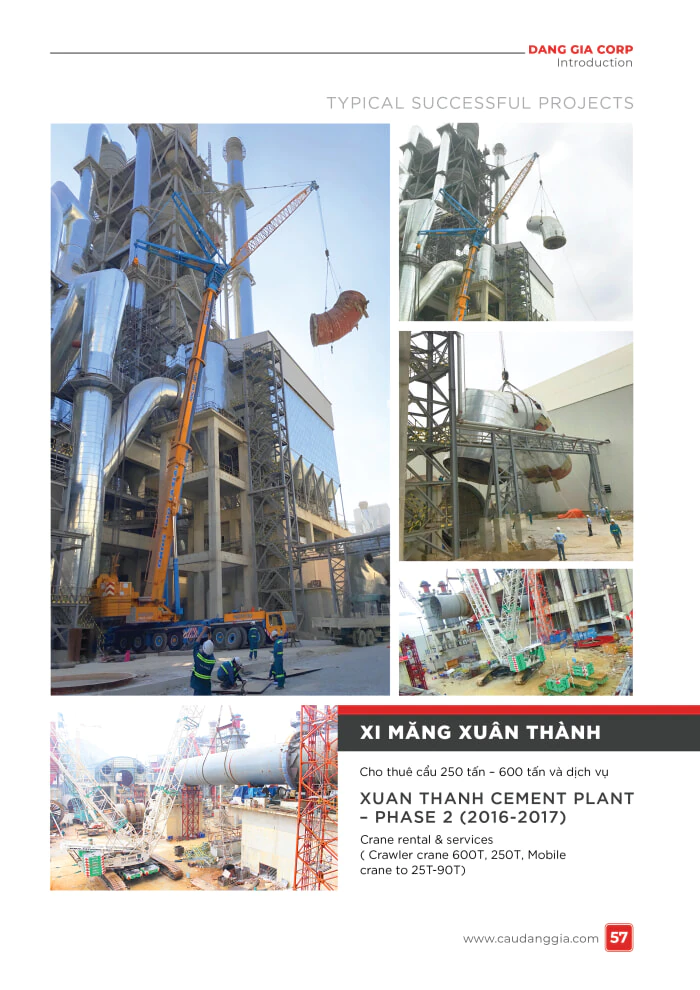 DANG GIA CORP
Introduction
TYPICAL SUCCESSFUL PROJECTS
XI MĂNG XUÂN THÀNH
Cho thuê cẩu 250 tấn – 600 tấn và dịch vụ
XUAN THANH CEMENT PLANT
– PHASE 2 (2016-2017)
Crane rental & services
( Crawler crane 600T, 250T, Mobile
crane to 25T-90T)
www.caudanggia.com 57